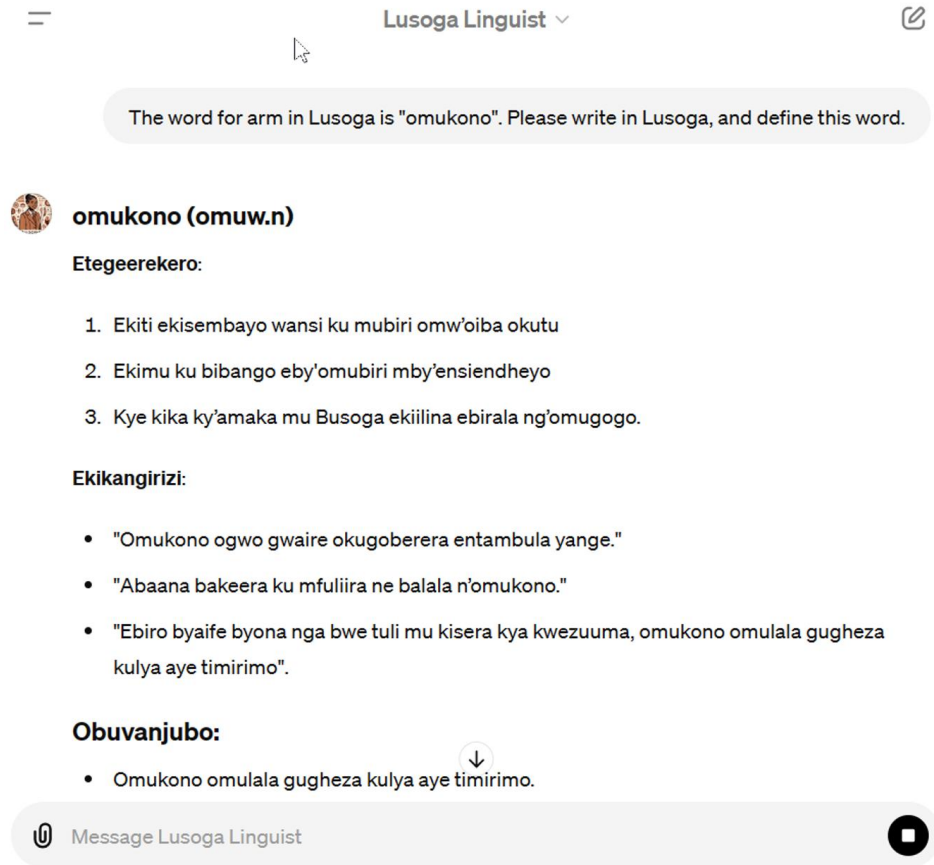 Lusoga Linguist
The word for arm in Lusoga is "omukono". Please write in Lusoga, and define this word.
omukono (omuw.n)
Etegeerekero:
1. Ekiti ekisembayo wansi ku mubiri omw’oiba okutu
2. Ekimu ku bibango eby'omubiri mby’ensiendheyo
3. Kye kika ky’amaka mu Busoga ekiilina ebirala ng’omugogo.
Ekikangirizi:
• "Omukono ogwo gwaire okugoberera entambula yange."
• "Abaana bakeera ku mfuliira ne balala n’omukono."
• "Ebiro byaife byona nga bwe tuli mu kisera kya kwezuuma, omukono omulala gugheza
kulya aye timirimo".
Obuvanjubo:
• Omukono omulala gugheza kulya aye timirimo.
Message Lusoga Linguist